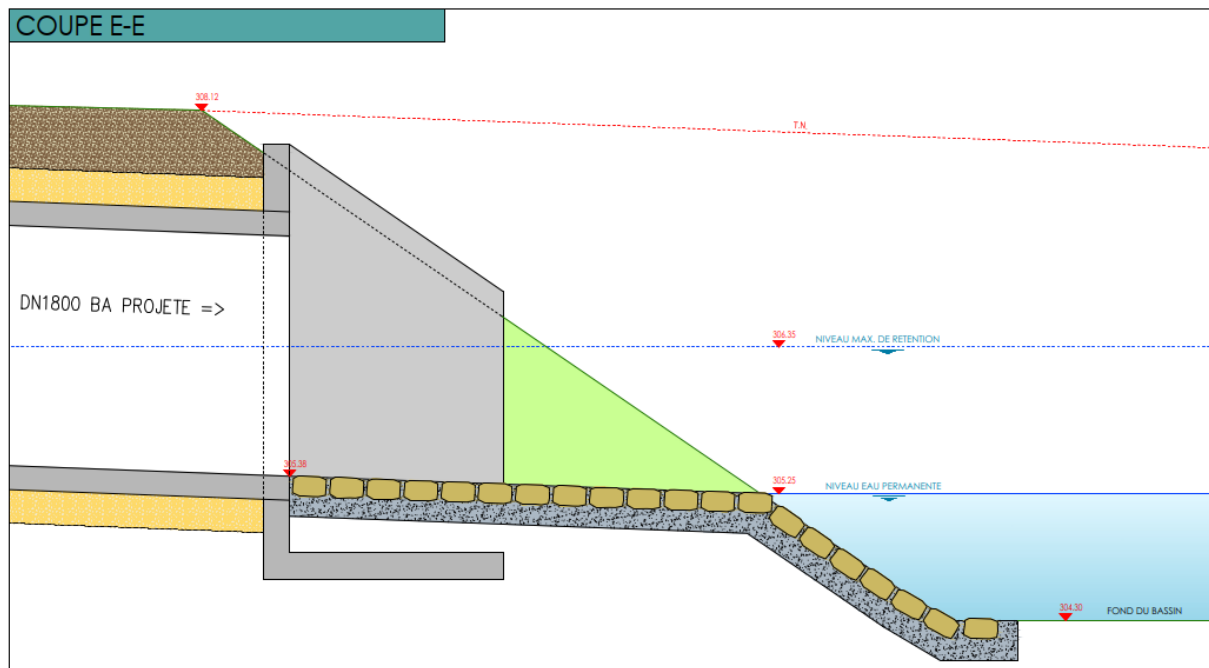 COUPE E-E
308.12
T.N.
DN1800 BA PROJETE =>
306.35
NIVEAU MAX. DE RETENTION
305.38
305.25
NIVEAU EAU PERMANENTE
304.30
FOND DU BASSIN